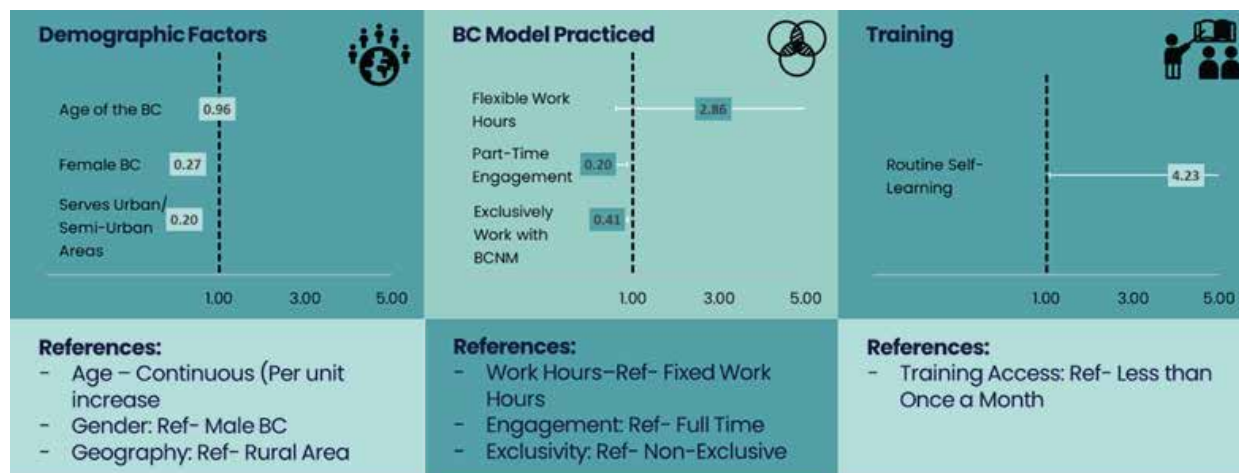 Demographic Factors
Age of the BC
0.96
Female BC
0.27
Serves Urban/
Semi-Urban
Areas
0.20
1.00 3.00 5.00
BC Model Practiced
Flexible Work
Hours
2.86
Part-Time
Engagement
0.20
Exclusively
Work with
BCNM
0.41
1.00 3.00 5.00
Training
Routine Self-
Learning
4.23
1.00 3.00 5.00
References:
- Age – Continuous (Per unit
increase
- Gender: Ref- Male BC
- Geography: Ref- Rural Area
References:
- Work Hours–Ref- Fixed Work
Hours
- Engagement: Ref- Full Time
- Exclusivity: Ref- Non-Exclusive
References:
- Training Access: Ref- Less than
Once a Month